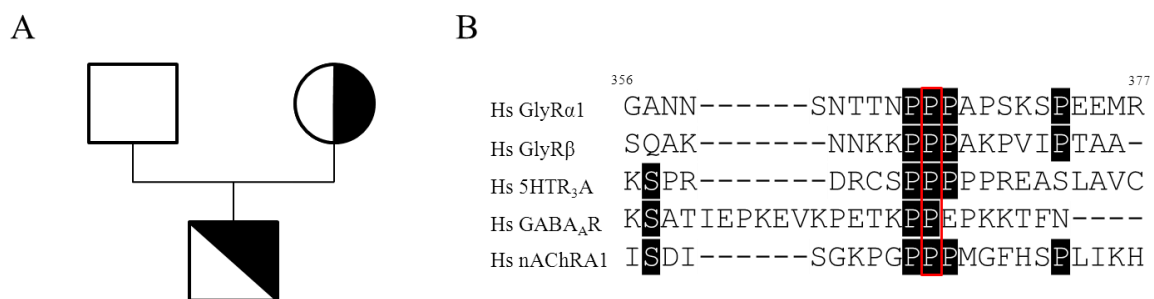 A
B
356 377
Hs GlyRα1 GANN-------SNTTNPPPAPSKSPEEMR
Hs GlyRβ SQAK-------NNKKPPPAKPVIPTAA-
Hs 5HTR₃A KSPR-------DRCSPPPPPREASLAVC
Hs GABA_AR KSATIEPKEVKPETKPPEPKKTFN----
Hs nAChRA1 ISDI-------SGKPGPPPMGFHSPLIKH